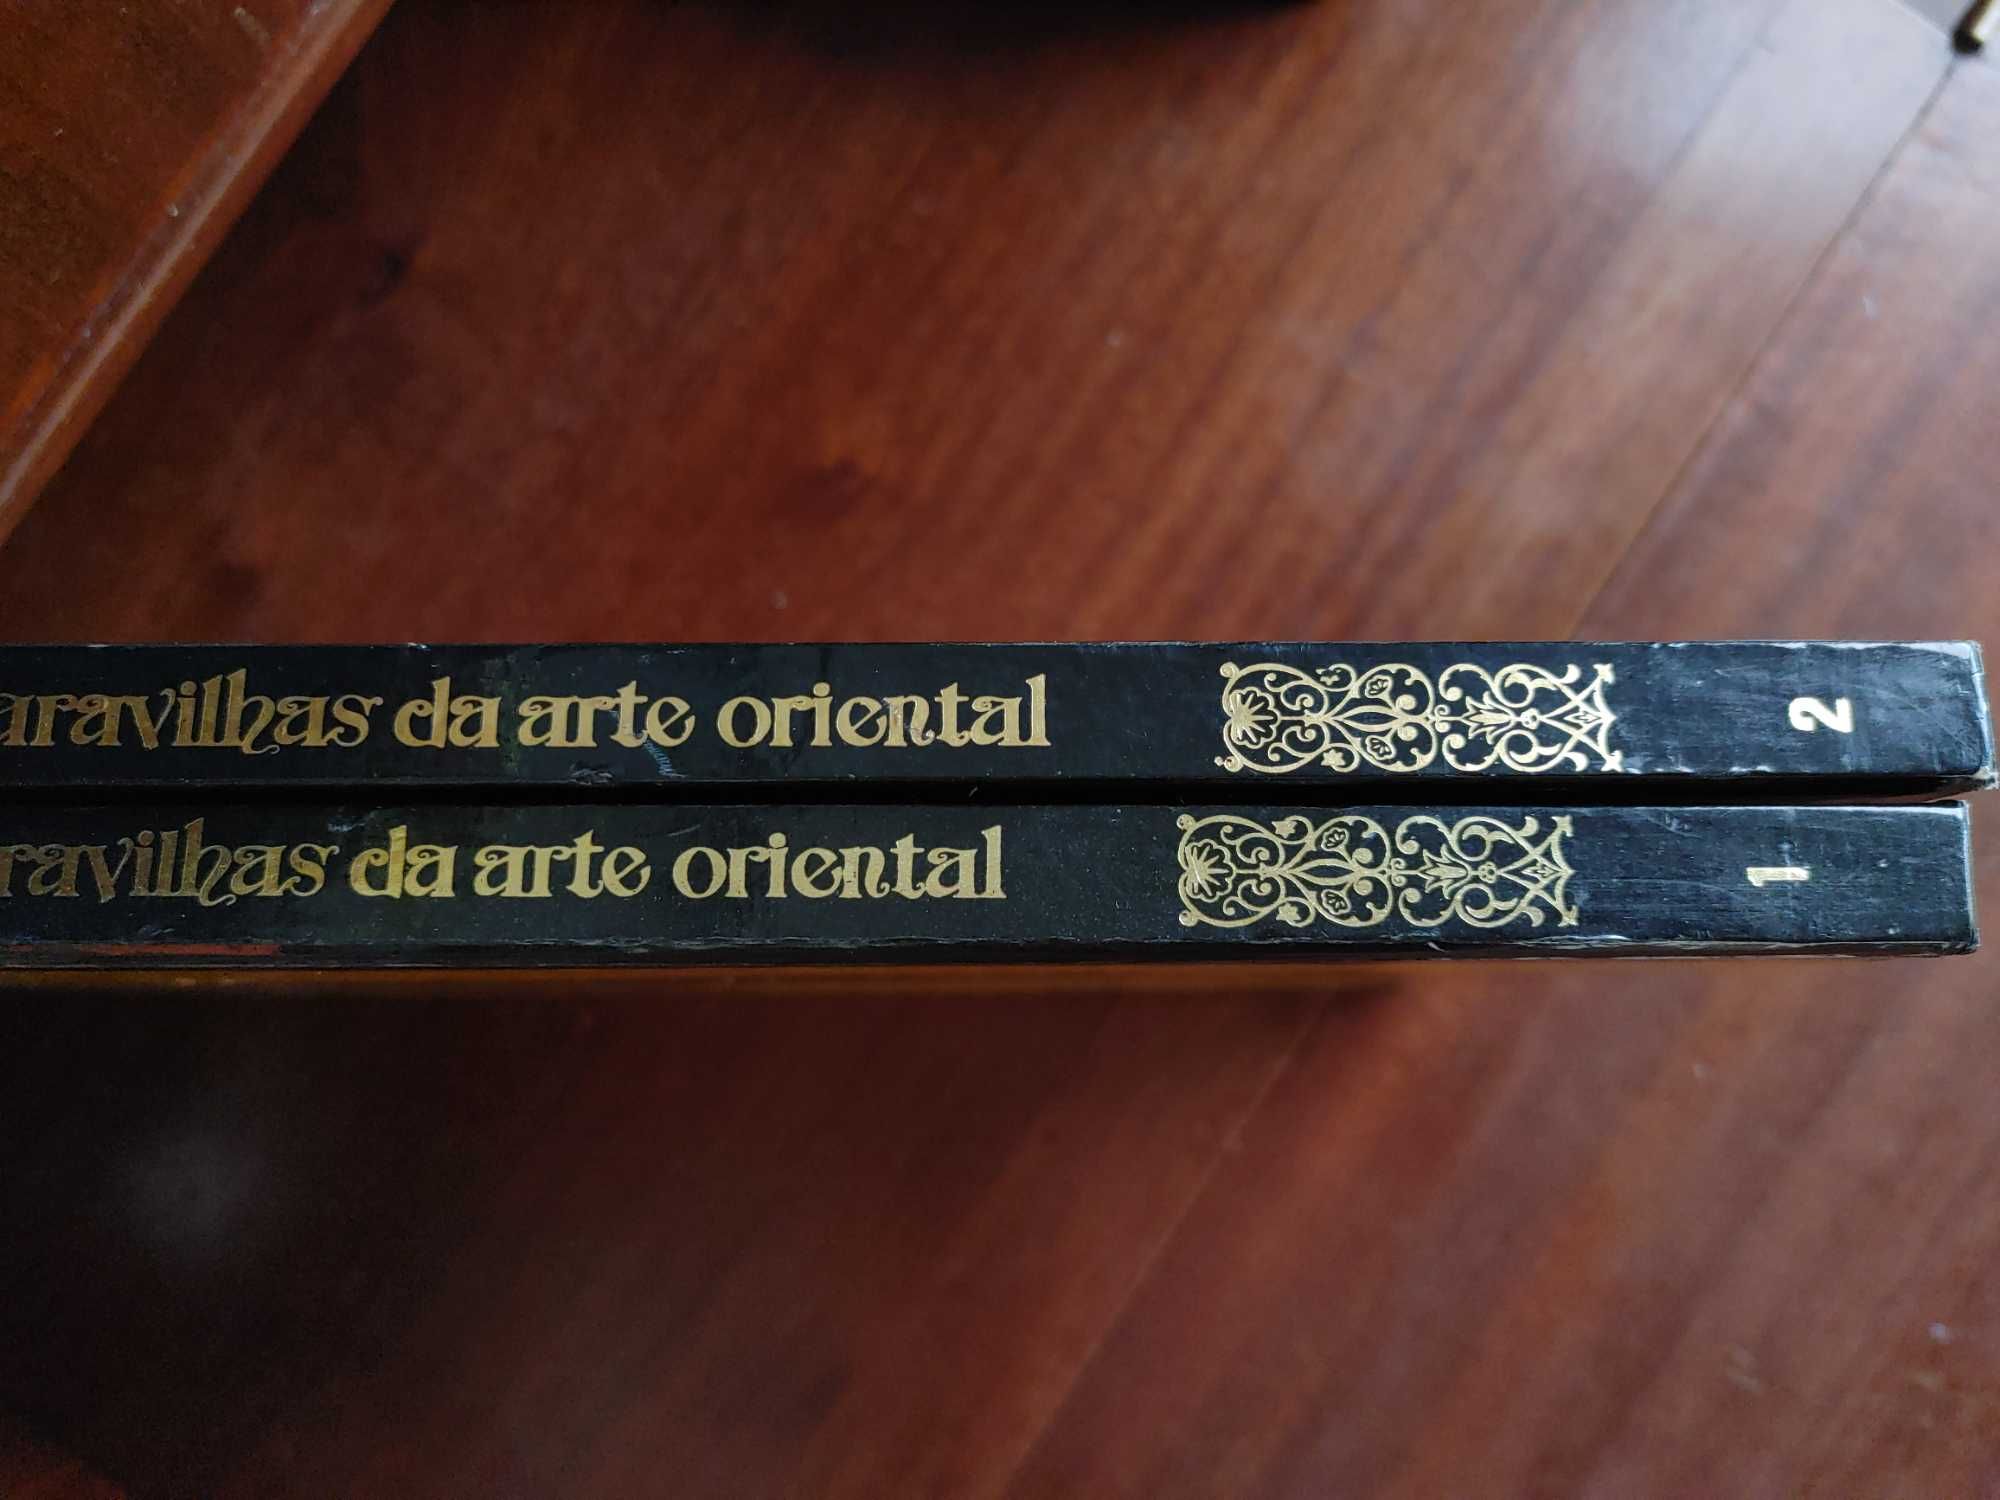 aravilhas da arte oriental 2
ravilhas da arte oriental 1